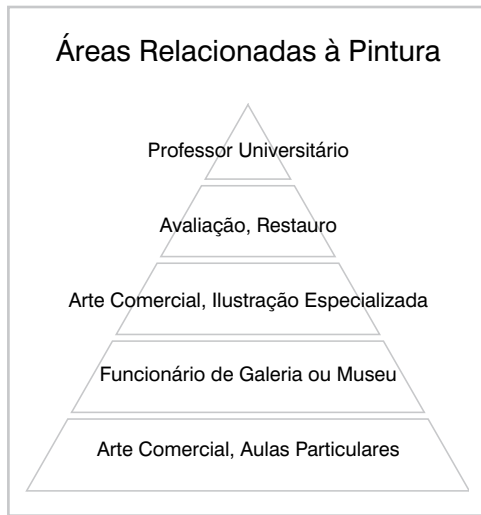 Áreas Relacionadas à Pintura
Professor Universitário
Avaliação, Restauro
Arte Comercial, Ilustração Especializada
Funcionário de Galeria ou Museu
Arte Comercial, Aulas Particulares